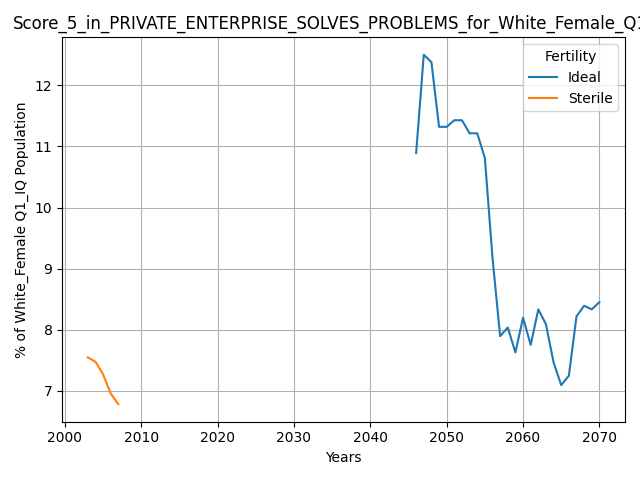 Score_5_in_PRIVATE_ENTERPRISE_SOLVES_PROBLEMS_for_White_Female_Q1
% of White_Female Q1_IQ Population
12
11
10
9
8
7
Fertility
Ideal
Sterile
2000 2010 2020 2030 2040 2050 2060 2070
Years